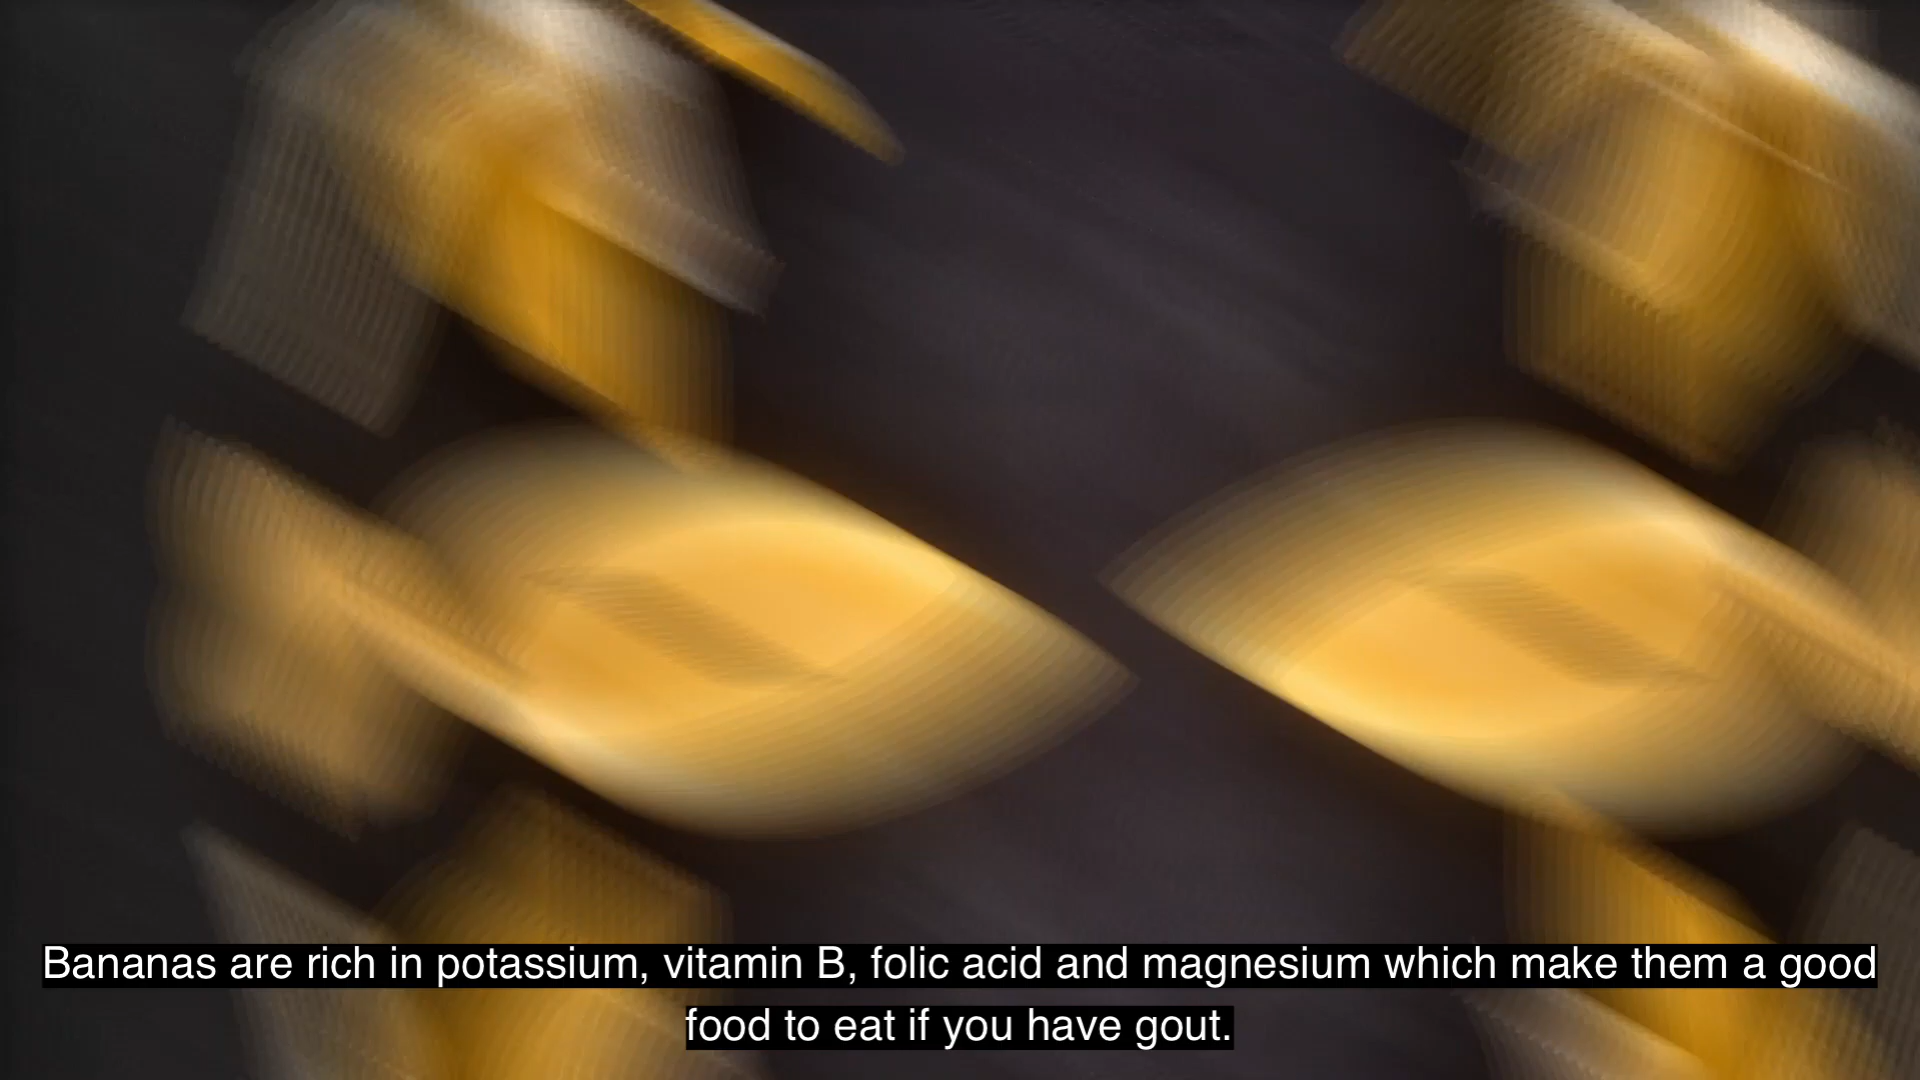 Bananas are rich in potassium, vitamin B, folic acid and magnesium which make them a good
food to eat if you have gout.